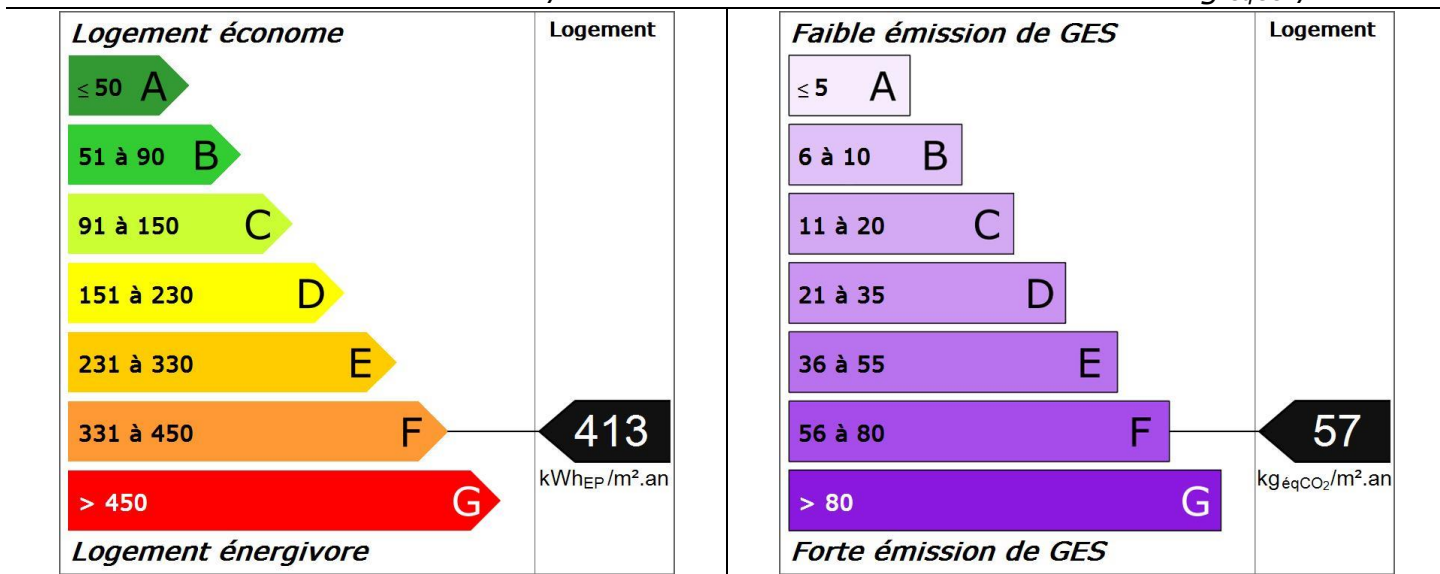 Logement économe Logement
≤ 50 A
51 à 90 B
91 à 150 C
151 à 230 D
231 à 330 E
331 à 450 F 413
kWhEP/m².an
> 450 G
Logement énergivore
Faible émission de GES Logement
≤ 5 A
6 à 10 B
11 à 20 C
21 à 35 D
36 à 55 E
56 à 80 F 57
kgéqCO₂/m².an
> 80 G
Forte émission de GES